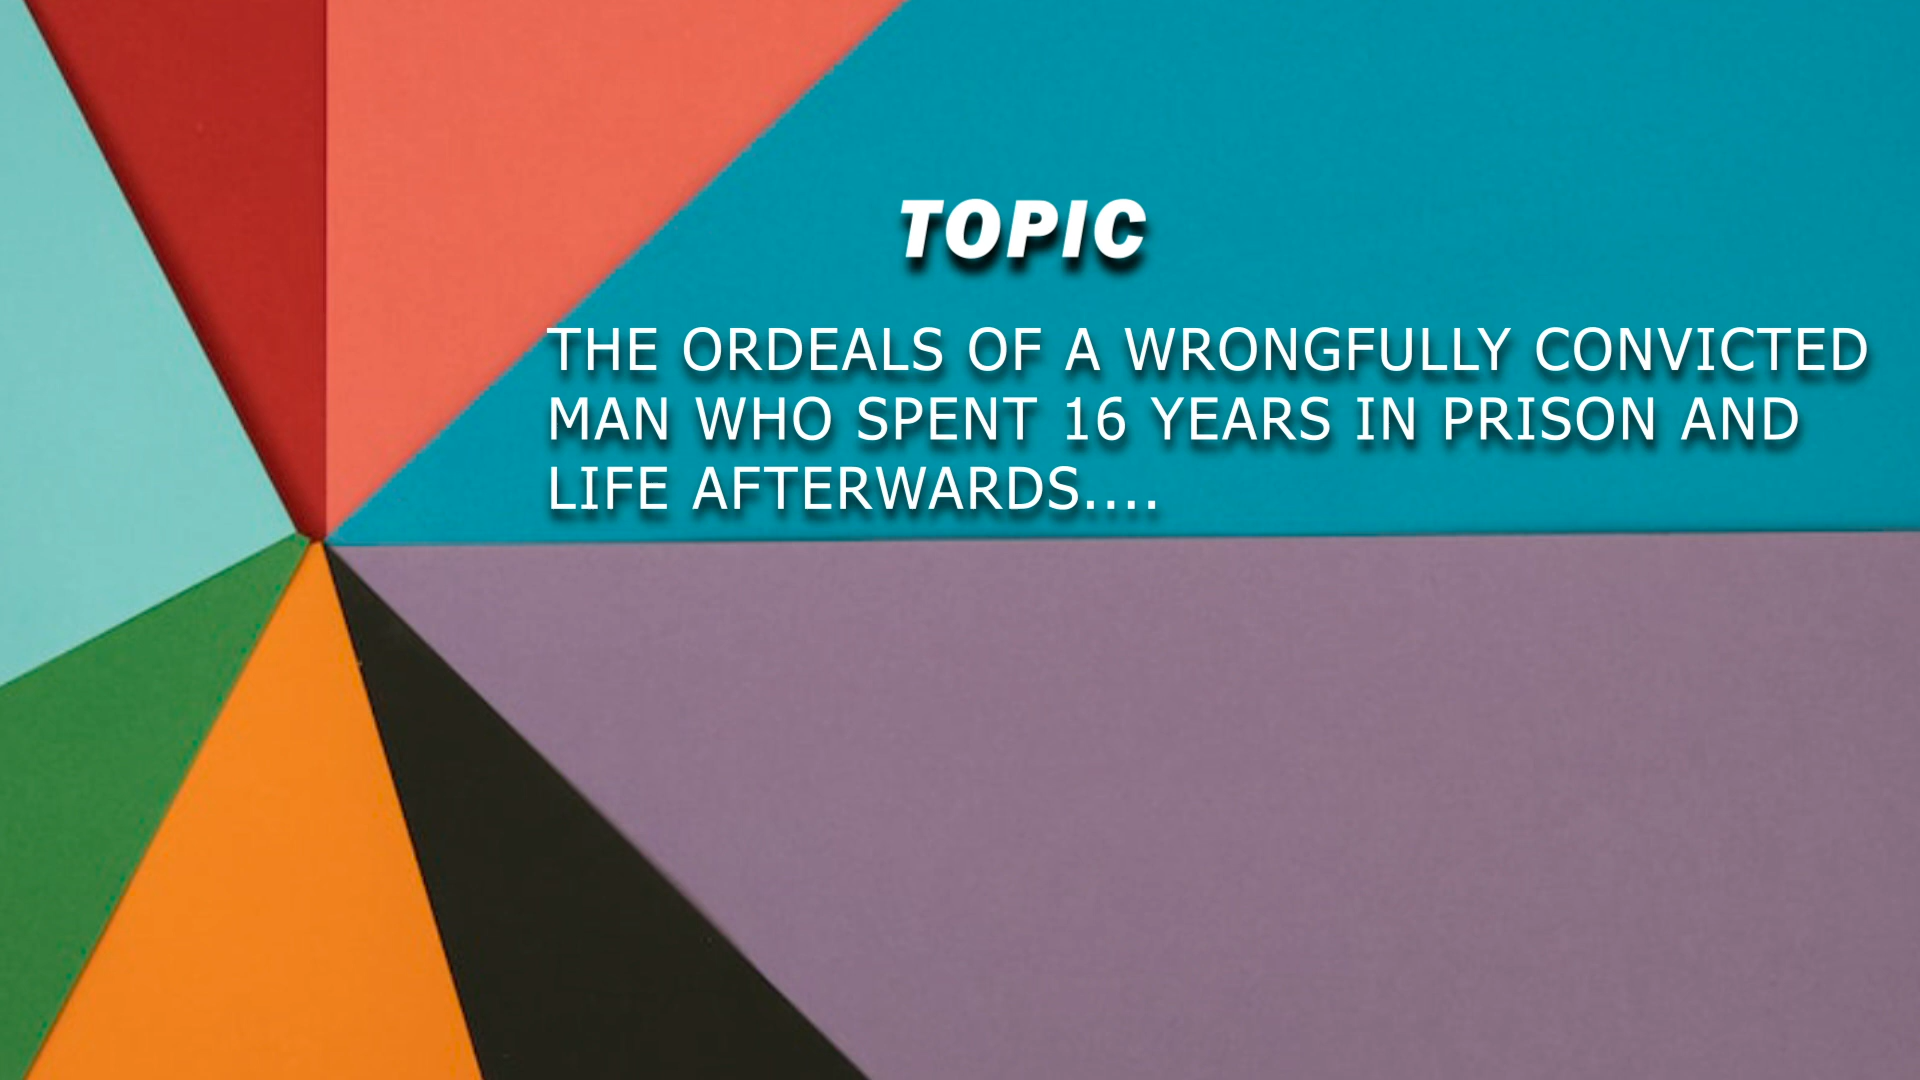 TOPIC
THE ORDEALS OF A WRONGFULLY CONVICTED
MAN WHO SPENT 16 YEARS IN PRISON AND
LIFE AFTERWARDS....